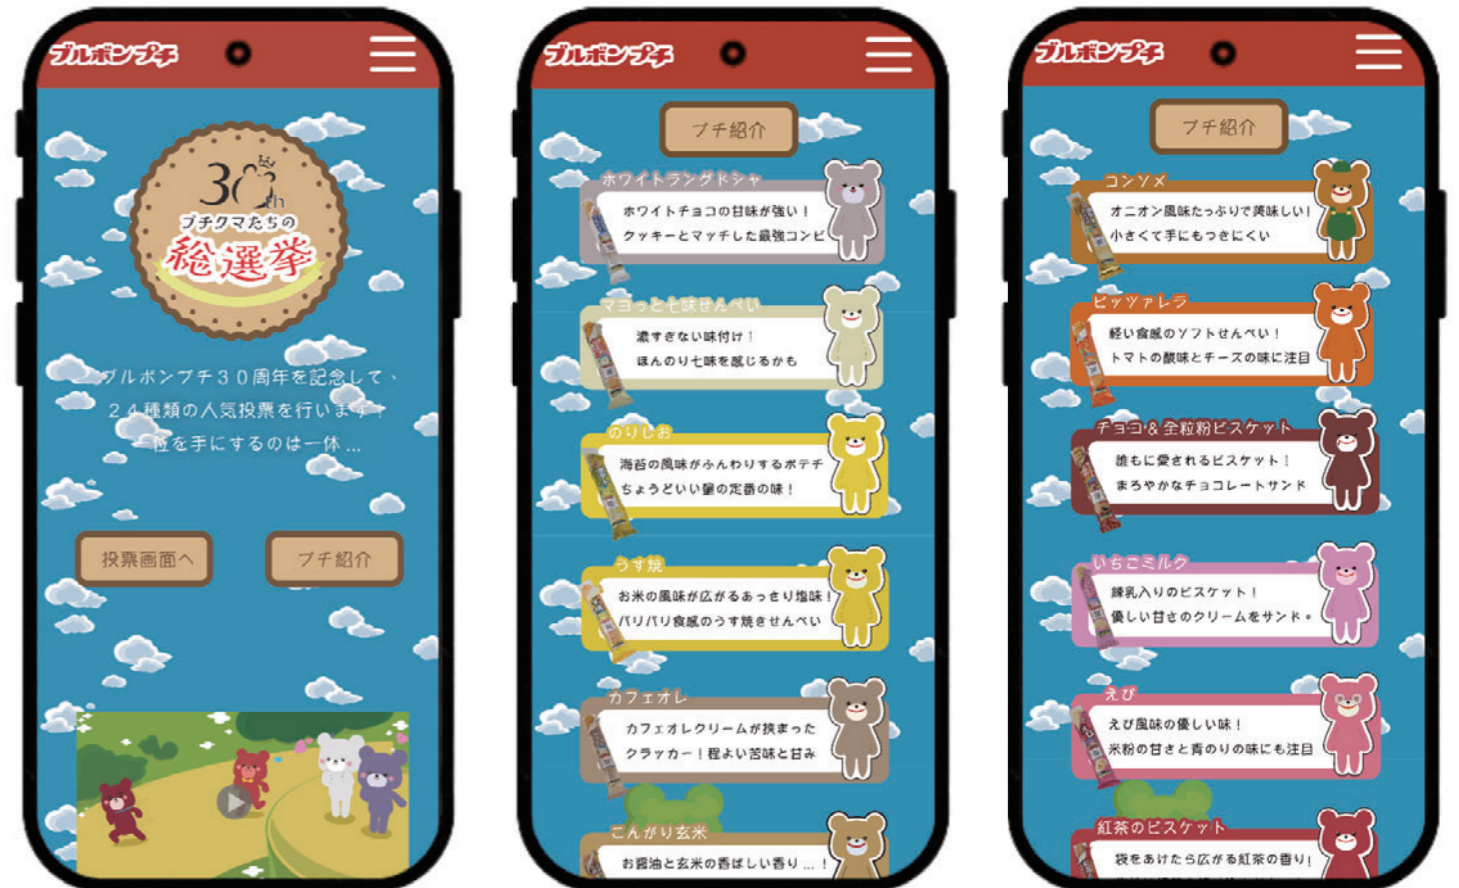 ブルボンプチ
30th
プチクマたちの
総選挙
ブルボンプチ３０周年を記念して、
２４種類の人気投票を行います！
一位を手にするのは一体...
投票画面へ
プチ紹介
ブルボンプチ
プチ紹介
ホワイトラングドシャ
ホワイトチョコの甘味が強い！
クッキーとマッチした最強コンビ
マヨっと七味せんべい
濃すぎない味付け！
ほんのり七味を感じるかも
のりしお
海苔の風味がふんわりするポテチ
ちょうどいい量の定番の味！
うす焼
お米の風味が広がるあっさり塩味！
パリパリ食感のうす焼きせんべい
カフェオレ
カフェオレクリームが挟まった
クラッカー！程よい苦味と甘み
こんがり玄米
お醤油と玄米の香ばしい香り...！
ブルボンプチ
プチ紹介
コンソメ
オニオン風味たっぷりで美味しい！
小さくて手にもつきにくい
ピッツァレラ
軽い食感のソフトせんべい！
トマトの酸味とチーズの味に注目
チョコ＆全粒粉ビスケット
誰もに愛されるビスケット！
まろやかなチョコレートサンド
いちごミルク
練乳入りのビスケット！
優しい甘さのクリームをサンド。
えび
えび風味の優しい味！
米粉の甘さと青のりの味にも注目
紅茶のビスケット
袋をあけたら広がる紅茶の香り！